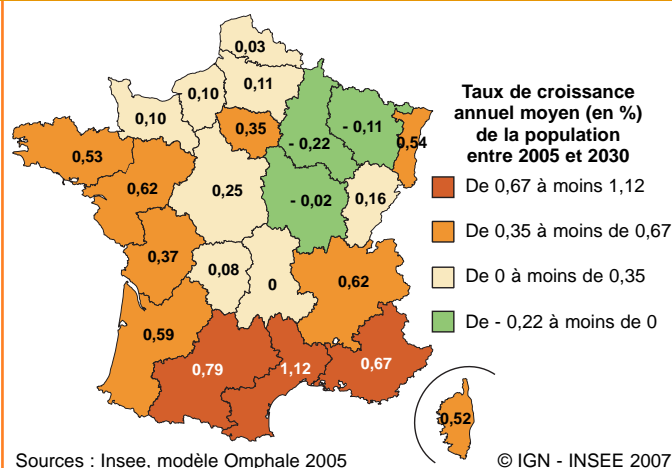 0,03
0,11
0,10
0,10
0,35
- 0,22
- 0,11
0,54
0,53
0,62
0,25
- 0,02
0,16
0,37
0,08
0
0,62
0,59
0,79
1,12
0,67
0,52
Taux de croissance
annuel moyen (en %)
de la population
entre 2005 et 2030
De 0,67 à moins 1,12
De 0,35 à moins de 0,67
De 0 à moins de 0,35
De - 0,22 à moins de 0
Sources : Insee, modèle Omphale 2005
© IGN - INSEE 2007